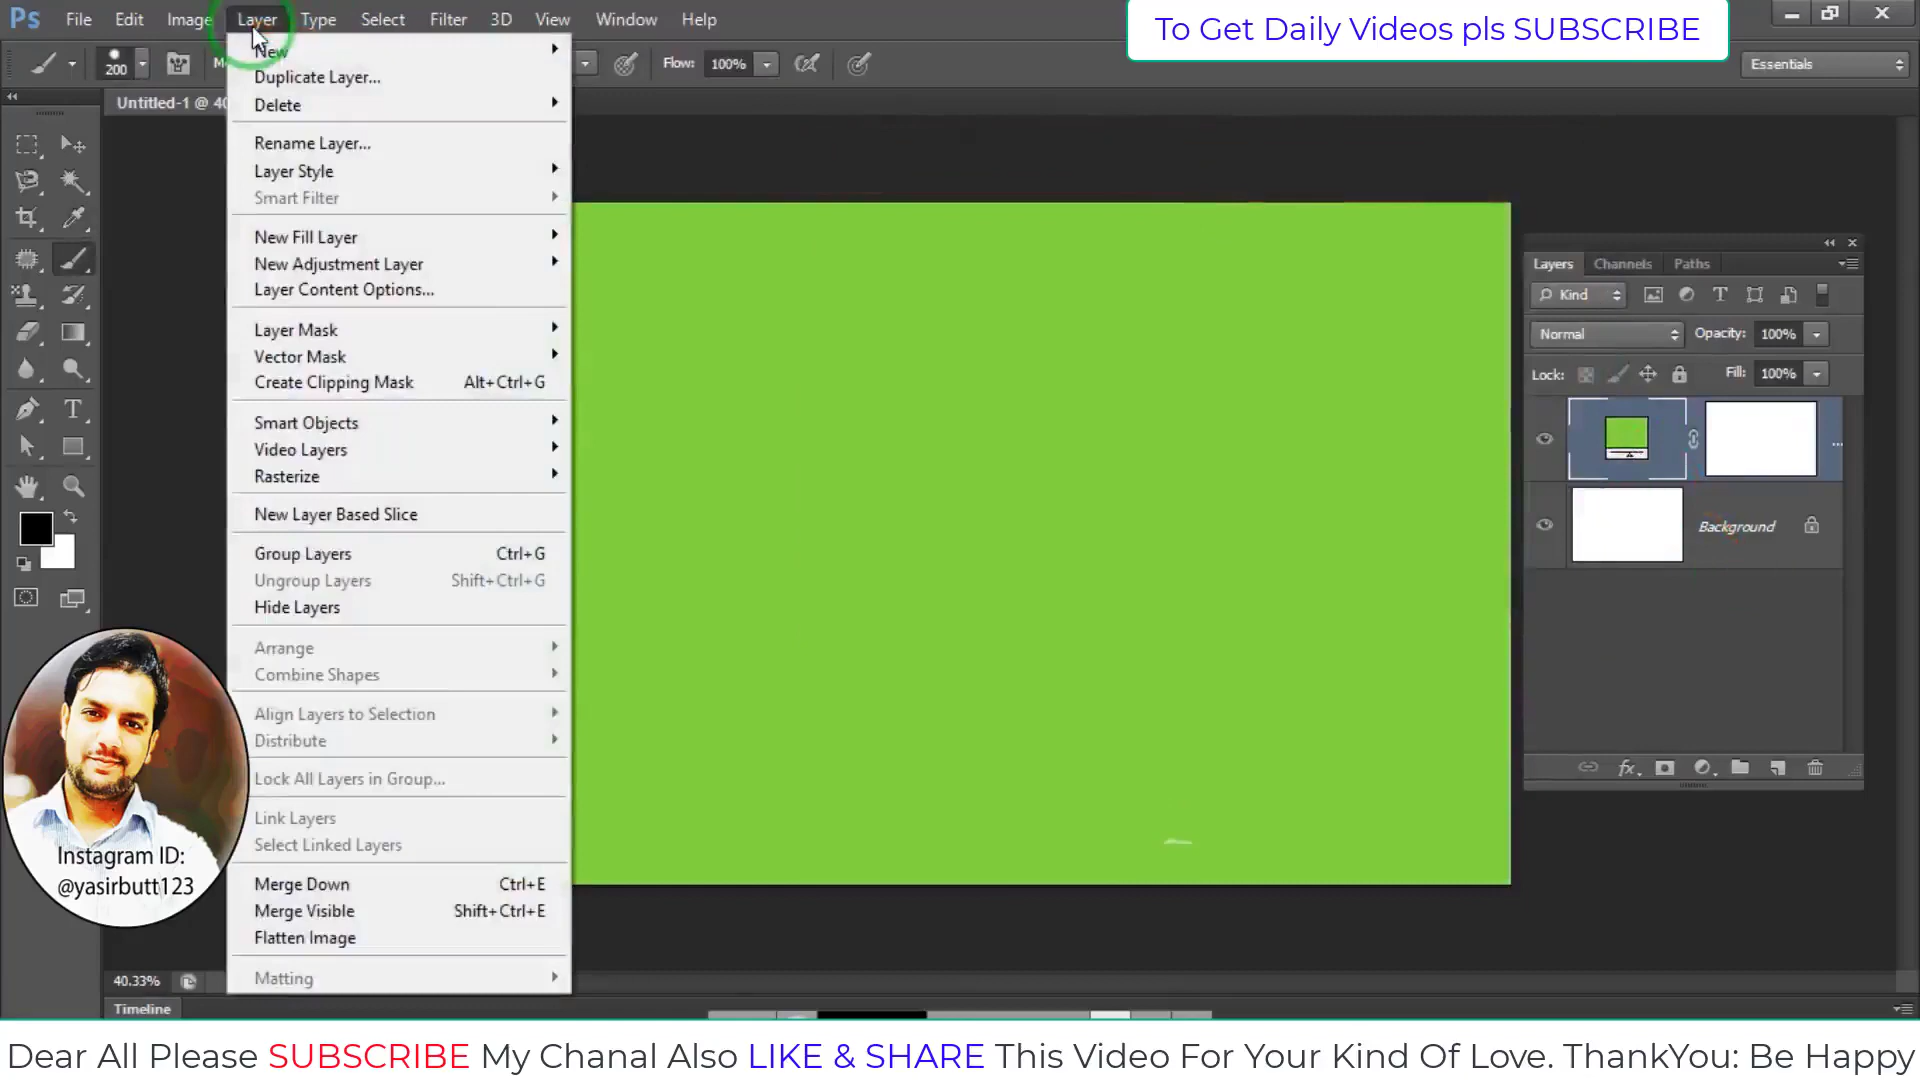 Ps File Edit Image Layer Type Select Filter 3D View Window Help
To Get Daily Videos pls SUBSCRIBE
200 Flow: 100% Essentials
Untitled-1 @ 40
New
Duplicate Layer...
Delete
Rename Layer...
Layer Style
Smart Filter
New Fill Layer
New Adjustment Layer
Layer Content Options...
Layer Mask
Vector Mask
Create Clipping Mask Alt+Ctrl+G
Smart Objects
Video Layers
Rasterize
New Layer Based Slice
Group Layers Ctrl+G
Ungroup Layers Shift+Ctrl+G
Hide Layers
Arrange
Combine Shapes
Align Layers to Selection
Distribute
Lock All Layers in Group...
Link Layers
Select Linked Layers
Merge Down Ctrl+E
Merge Visible Shift+Ctrl+E
Flatten Image
Matting
Layers Channels Paths
Kind
Normal Opacity: 100%
Lock: Fill: 100%
...
Background
fx
Instagram ID:
@yasirbutt123
40.33%
Timeline
Dear All Please SUBSCRIBE My Chanal Also LIKE & SHARE This Video For Your Kind Of Love. ThankYou: Be Happy